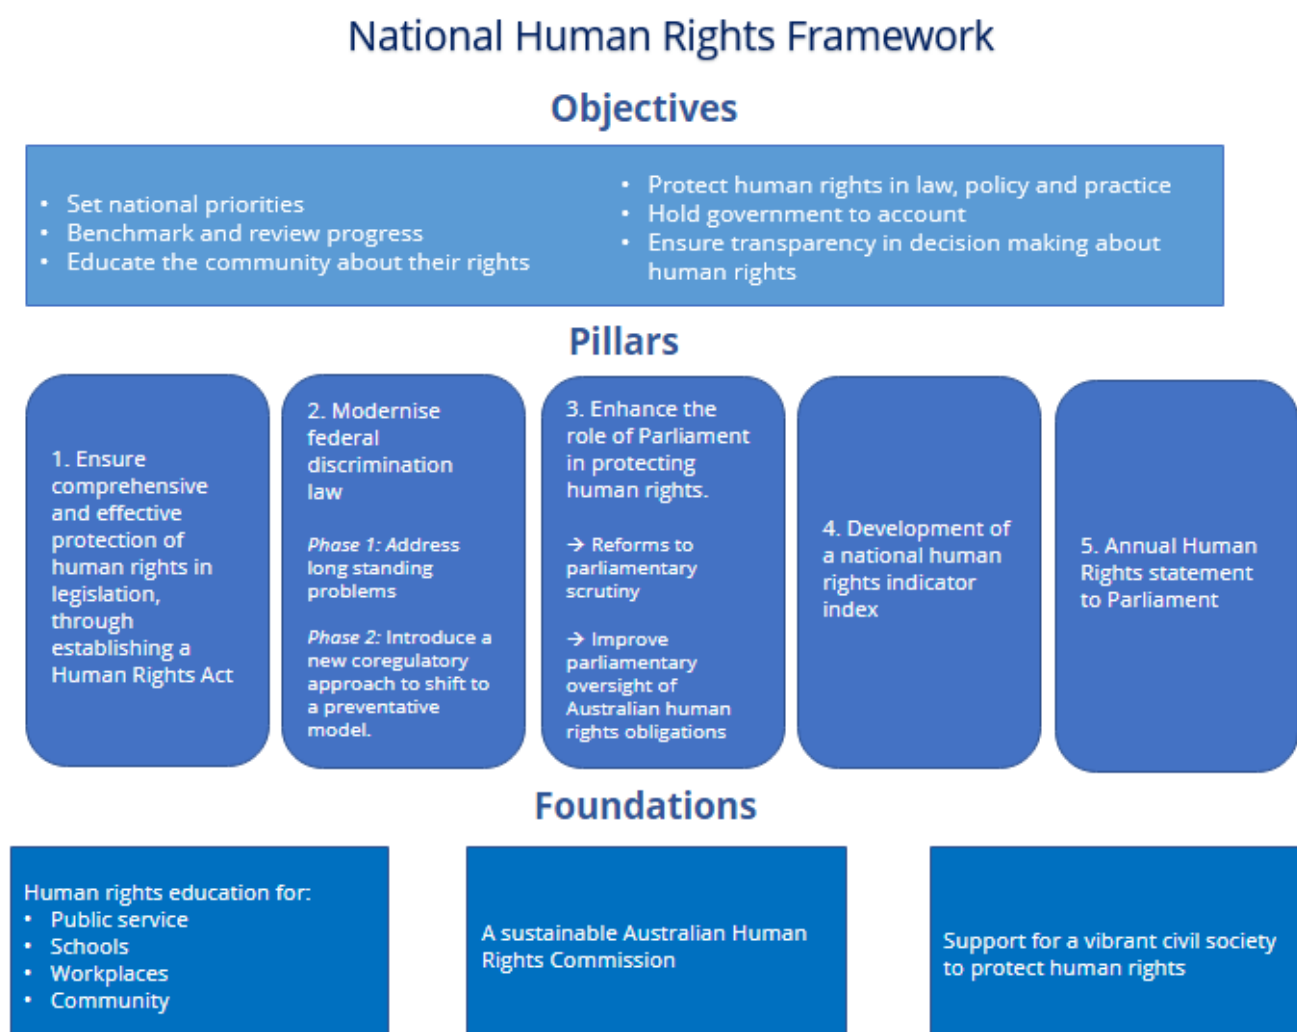 National Human Rights Framework
Objectives
• Set national priorities
• Benchmark and review progress
• Educate the community about their rights
• Protect human rights in law, policy and practice
• Hold government to account
• Ensure transparency in decision making about
human rights
Pillars
1. Ensure
comprehensive
and effective
protection of
human rights in
legislation,
through
establishing a
Human Rights Act
2. Modernise
federal
discrimination
law
Phase 1: Address
long standing
problems
Phase 2: Introduce a
new coregulatory
approach to shift to
a preventative
model.
3. Enhance the
role of Parliament
in protecting
human rights.
→ Reforms to
parliamentary
scrutiny
→ Improve
parliamentary
oversight of
Australian human
rights obligations
4. Development of
a national human
rights indicator
index
5. Annual Human
Rights statement
to Parliament
Foundations
Human rights education for:
• Public service
• Schools
• Workplaces
• Community
A sustainable Australian Human
Rights Commission
Support for a vibrant civil society
to protect human rights